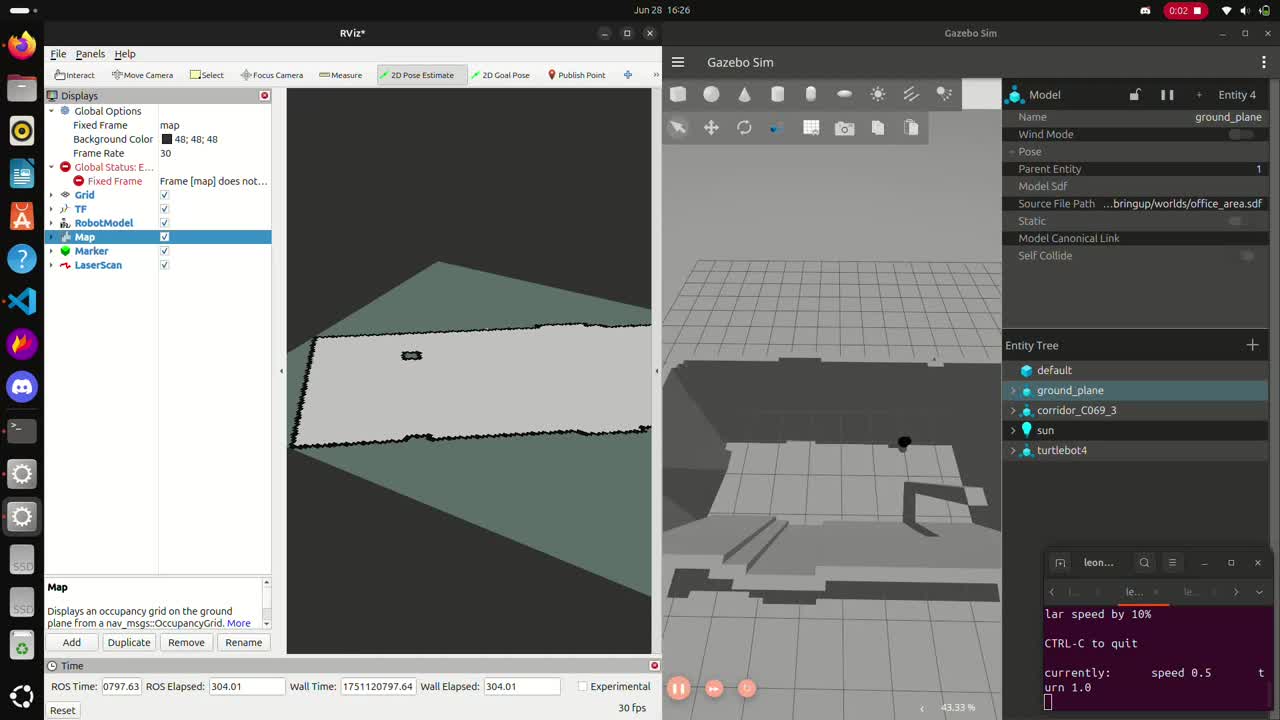 Jun 28 16:26
0:02
RViz*
Gazebo Sim
File Panels Help
Gazebo Sim
Interact Move Camera Select Focus Camera Measure 2D Pose Estimate 2D Goal Pose Publish Point
Displays
Global Options
Fixed Frame map
Background Color 48; 48; 48
Frame Rate 30
Global Status: E...
Fixed Frame Frame [map] does not...
Grid
TF
RobotModel
Map
Marker
LaserScan
Map
Displays an occupancy grid on the ground
plane from a nav_msgs::OccupancyGrid. More
Add Duplicate Remove Rename
Time
ROS Time: 0797.63 ROS Elapsed: 304.01 Wall Time: 1751120797.64 Wall Elapsed: 304.01 Experimental
Reset
30 fps
43.33 %
Model Entity 4
Name ground_plane
Wind Mode
Pose
Parent Entity 1
Model Sdf
Source File Path ...bringup/worlds/office_area.sdf
Static
Model Canonical Link
Self Collide
Entity Tree
default
ground_plane
corridor_C069_3
sun
turtlebot4
leon...
le...
lar speed by 10%
CTRL-C to quit
currently: speed 0.5 t
urn 1.0
SSD
SSD